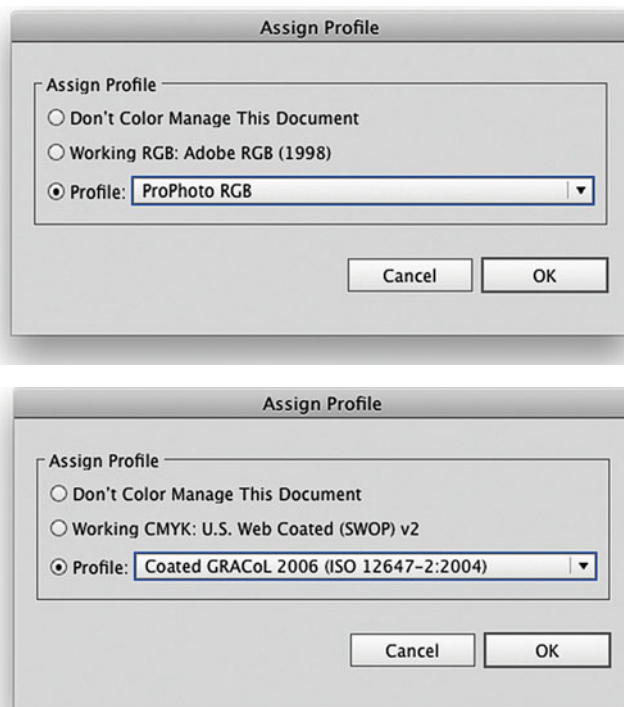 Assign Profile
Assign Profile
Don't Color Manage This Document
Working RGB: Adobe RGB (1998)
Profile: ProPhoto RGB
Cancel OK
Assign Profile
Assign Profile
Don't Color Manage This Document
Working CMYK: U.S. Web Coated (SWOP) v2
Profile: Coated GRACoL 2006 (ISO 12647-2:2004)
Cancel OK